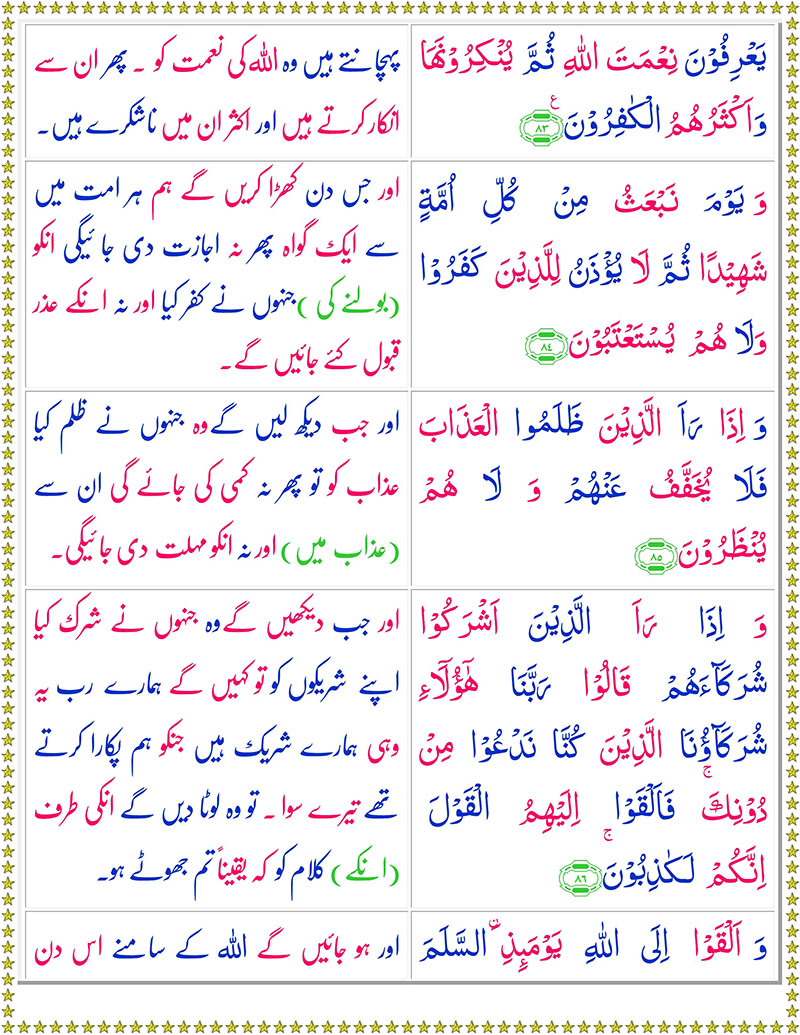 يَعْرِفُوْنَ نِعْمَتَ اللّٰهِ ثُمَّ يُنْكِرُوْنَهَا
وَاَكْثَرُهُمُ الْكٰفِرُوْنَ ࣖ ۸۳
پہچانتے ہیں وہ اللہ کی نعمت کو ۔ پھر ان سے
انکار کرتے ہیں اور اکثر ان میں ناشکرے ہیں۔
وَ يَوْمَ نَبْعَثُ مِنْ كُلِّ اُمَّةٍ
شَهِيْدًا ثُمَّ لَا يُؤْذَنُ لِلَّذِيْنَ كَفَرُوْا
وَلَا هُمْ يُسْتَعْتَبُوْنَ ۸۴
اور جس دن کھڑا کریں گے ہم ہر امت میں
سے ایک گواہ پھر نہ اجازت دی جائیگی انکو
(بولنے کی) جنہوں نے کفر کیا اور نہ انکے عذر
قبول کئے جائیں گے۔
وَ اِذَا رَاَ الَّذِيْنَ ظَلَمُوا الْعَذَابَ
فَلَا يُخَفَّفُ عَنْهُمْ وَ لَا هُمْ
يُنْظَرُوْنَ ۸۵
اور جب دیکھ لیں گے وہ جنہوں نے ظلم کیا
عذاب کو تو پھر نہ کمی کی جائے گی ان سے
(عذاب میں) اور نہ انکو مہلت دی جائیگی۔
وَ اِذَا رَاَ الَّذِيْنَ اَشْرَكُوْا
شُرَكَآءَهُمْ قَالُوْا رَبَّنَا هٰٓؤُلَآءِ
شُرَكَآؤُنَا الَّذِيْنَ كُنَّا نَدْعُوْا مِنْ
دُوْنِكَ ۚ فَاَلْقَوْا اِلَيْهِمُ الْقَوْلَ
اِنَّكُمْ لَكٰذِبُوْنَ ۚ ۸۶
اور جب دیکھیں گے وہ جنہوں نے شرک کیا
اپنے شریکوں کو تو کہیں گے ہمارے رب یہ
وہی ہمارے شریک ہیں جنکو ہم پکارا کرتے
تھے تیرے سوا ۔ تو وہ لوٹا دیں گے انکی طرف
(انکے) کلام کو کہ یقیناً تم جھوٹے ہو۔
وَ اَلْقَوْا اِلَى اللّٰهِ يَوْمَىِٕذِ ِ۟السَّلَمَ
اور ہو جائیں گے اللہ کے سامنے اس دن